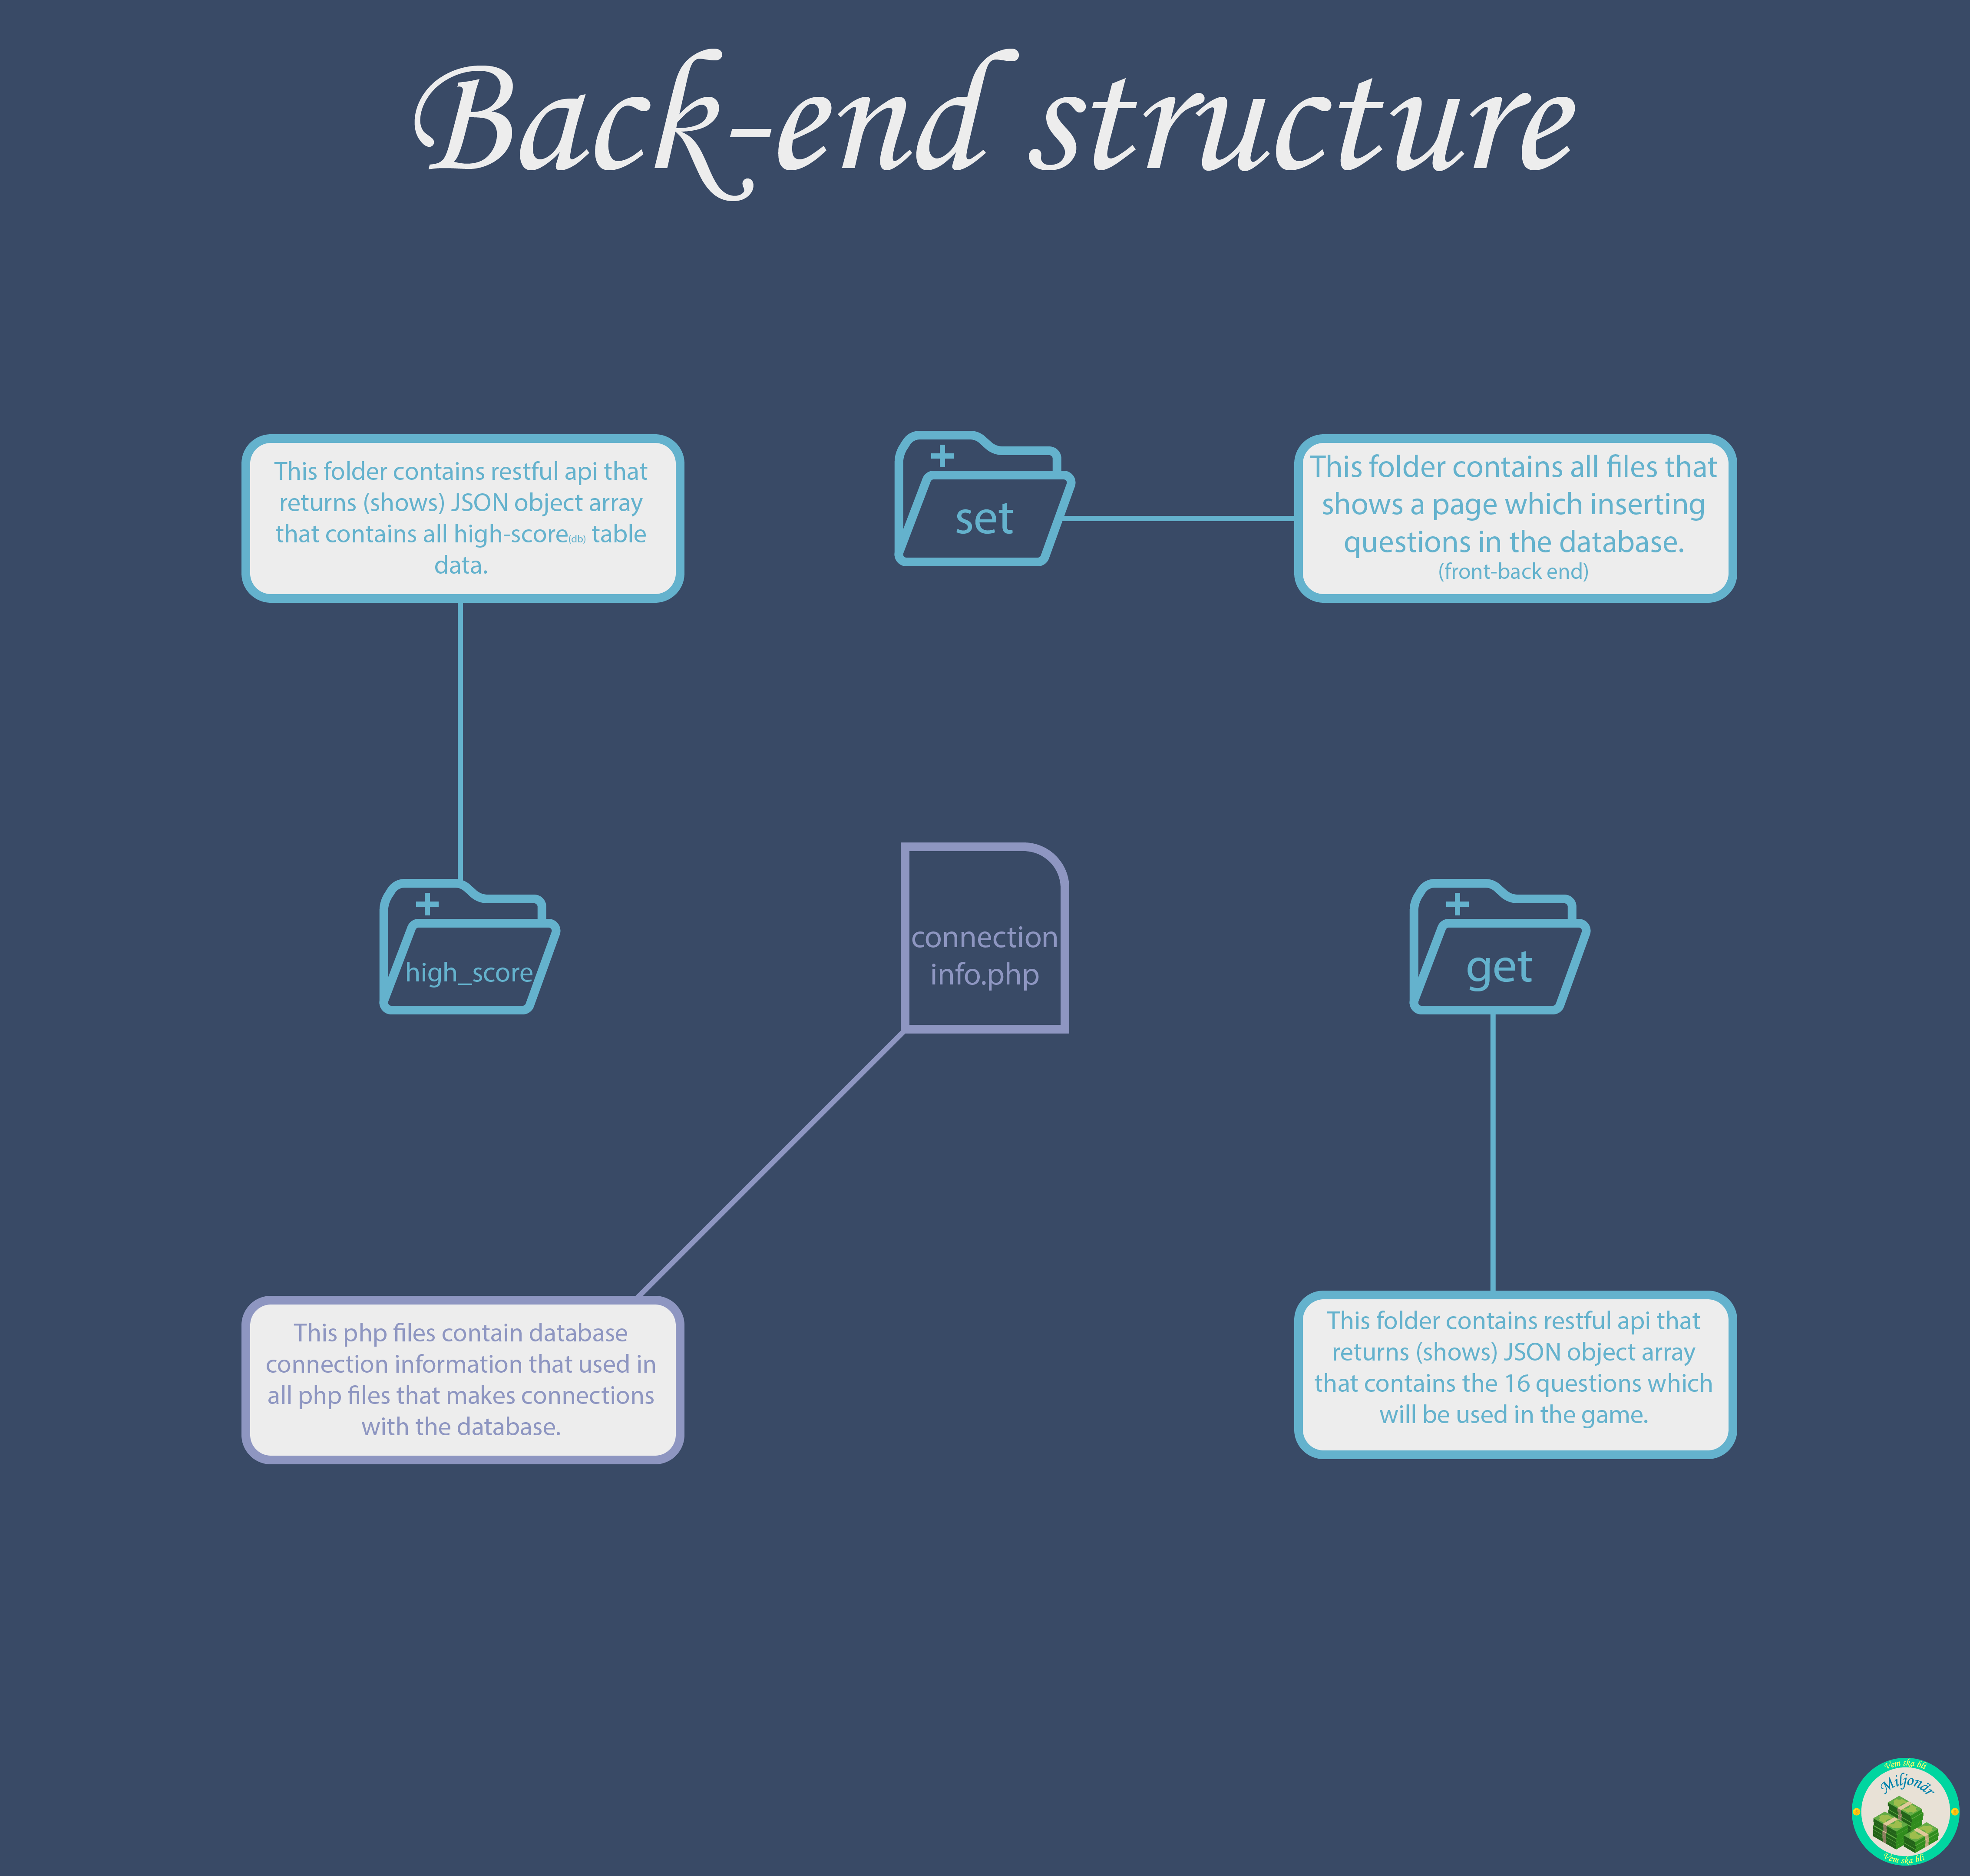 Back-end structure
This folder contains restful api that
returns (shows) JSON object array
that contains all high-score(db) table
data.
set
This folder contains all files that
shows a page which inserting
questions in the database.
(front-back end)
high_score
connection
info.php
get
This php files contain database
connection information that used in
all php files that makes connections
with the database.
This folder contains restful api that
returns (shows) JSON object array
that contains the 16 questions which
will be used in the game.
Vem ska bli
Miljonär
Vem ska bli